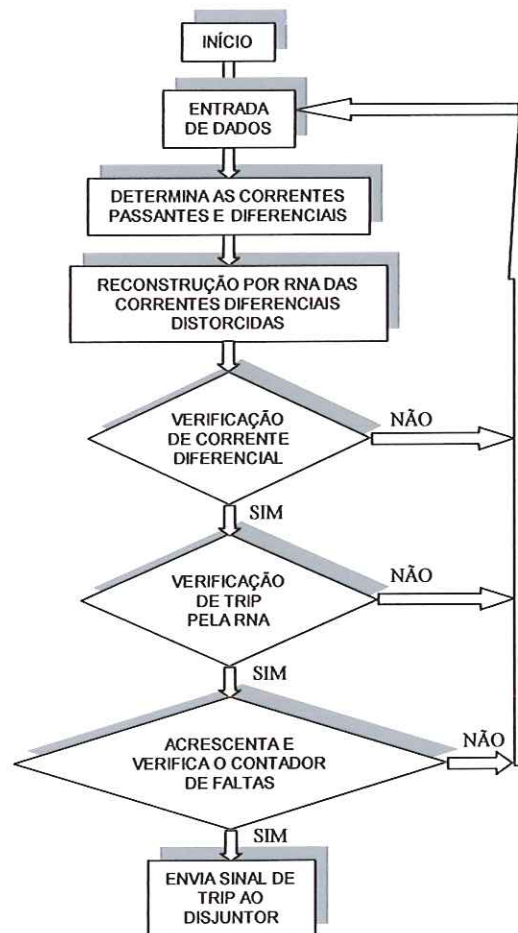 INÍCIO
ENTRADA
DE DADOS
DETERMINA AS CORRENTES
PASSANTES E DIFERENCIAIS
RECONSTRUÇÃO POR RNA DAS
CORRENTES DIFERENCIAIS
DISTORCIDAS
VERIFICAÇÃO
DE CORRENTE
DIFERENCIAL
NÃO
SIM
VERIFICAÇÃO
DE TRIP
PELA RNA
NÃO
SIM
ACRESCENTA E
VERIFICA O CONTADOR
DE FALTAS
NÃO
SIM
ENVIA SINAL DE
TRIP AO
DISJUNTOR